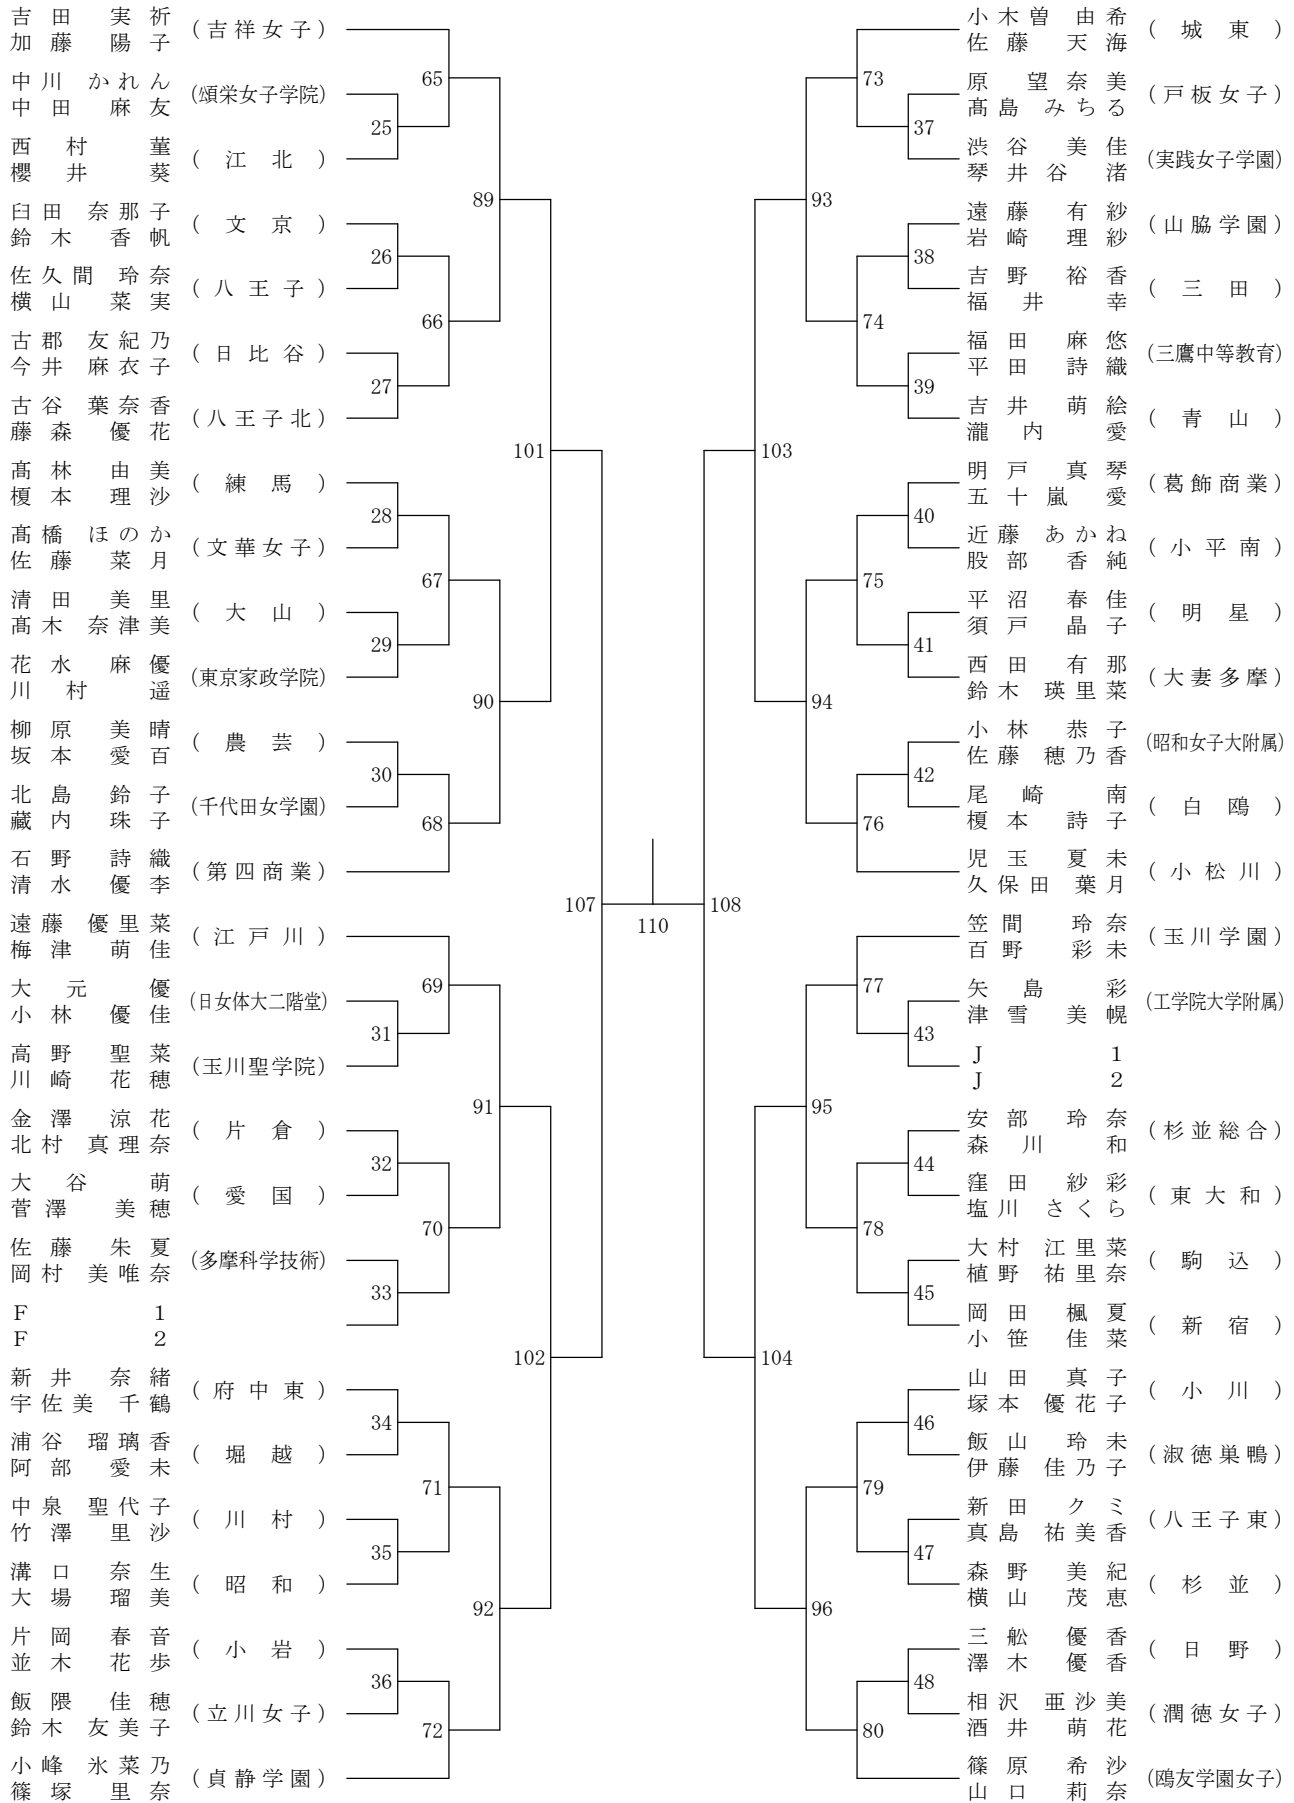 吉田 実祈
加藤 陽子
(吉祥女子)
中川 かれん
中田 麻友
(頌栄女子学院)
西村 菫
櫻井 葵
(江北)
臼田 奈那子
鈴木 香帆
(文京)
佐久間 玲奈
横山 菜実
(八王子)
古郡 友紀乃
今井 麻衣子
(日比谷)
古谷 葉奈香
藤森 優花
(八王子北)
髙林 由美
榎本 理沙
(練馬)
髙橋 ほのか
佐藤 菜月
(文華女子)
清田 美里
髙木 奈津美
(大山)
花水 麻優
川村 遥
(東京家政学院)
柳原 美晴
坂本 愛百
(農芸)
北島 鈴子
藏内 珠子
(千代田女学園)
石野 詩織
清水 優李
(第四商業)
遠藤 優里菜
梅津 萌佳
(江戸川)
大元 優
小林 優佳
(日女体大二階堂)
高野 聖菜
川崎 花穂
(玉川聖学院)
金澤 涼花
北村 真理奈
(片倉)
大谷 萌
菅澤 美穂
(愛国)
佐藤 朱夏
岡村 美唯奈
(多摩科学技術)
F 1
F 2
新井 奈緒
宇佐美 千鶴
(府中東)
浦谷 瑠璃香
阿部 愛未
(堀越)
中泉 聖代子
竹澤 里沙
(川村)
溝口 奈生
大場 瑠美
(昭和)
片岡 春音
並木 花歩
(小岩)
飯隈 佳穂
鈴木 友美子
(立川女子)
小峰 氷菜乃
篠塚 里奈
(貞静学園)
25
26
27
28
29
30
31
32
33
34
35
36
65
66
67
68
69
70
71
72
89
90
91
92
101
102
107
110
108
103
104
93
94
95
96
73
74
75
76
77
78
79
80
37
38
39
40
41
42
43
44
45
46
47
48
小木曽 由希
佐藤 天海
(城東)
原 望奈美
髙島 みちる
(戸板女子)
渋谷 美佳
琴井谷 渚
(実践女子学園)
遠藤 有紗
岩崎 理紗
(山脇学園)
吉野 裕香
福井 幸
(三田)
福田 麻悠
平田 詩織
(三鷹中等教育)
吉井 萌絵
瀧内 愛
(青山)
明戸 真琴
五十嵐 愛
(葛飾商業)
近藤 あかね
股部 香純
(小平南)
平沼 春佳
須戸 晶子
(明星)
西田 有那
鈴木 瑛里菜
(大妻多摩)
小林 恭子
佐藤 穂乃香
(昭和女子大附属)
尾崎 南
榎本 詩子
(白鴎)
児玉 夏未
久保田 葉月
(小松川)
笠間 玲奈
百野 彩未
(玉川学園)
矢島 彩
津雪 美幌
(工学院大学附属)
J 1
J 2
安部 玲奈
森川 和
(杉並総合)
窪田 紗彩
塩川 さくら
(東大和)
大村 江里菜
植野 祐里奈
(駒込)
岡田 楓夏
小笹 佳菜
(新宿)
山田 真子
塚本 優花子
(小川)
飯山 玲未
伊藤 佳乃子
(淑徳巣鴨)
新田 クミ
真島 祐美香
(八王子東)
森野 美紀
横山 茂恵
(杉並)
三舩 優香
澤木 優香
(日野)
相沢 亜沙美
酒井 萌花
(潤徳女子)
篠原 希沙
山口 莉奈
(鴎友学園女子)